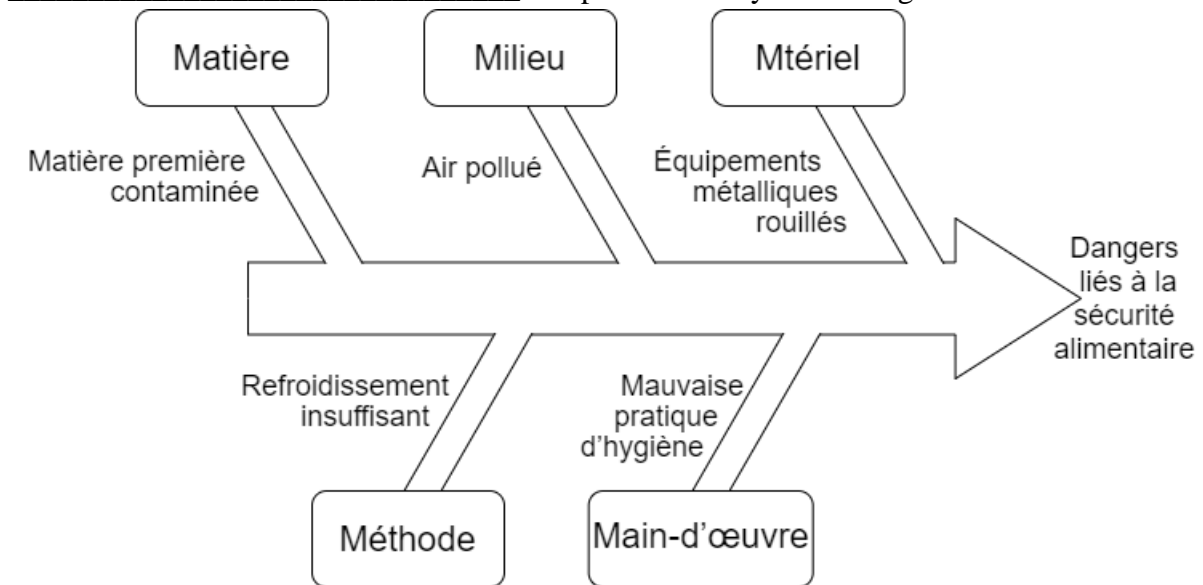 Matière
Milieu
Mtériel
Matière première
contaminée
Air pollué
Équipements
métalliques
rouillés
Dangers
liés à la
sécurité
alimentaire
Refroidissement
insuffisant
Mauvaise
pratique
d'hygiène
Méthode
Main-d'œuvre